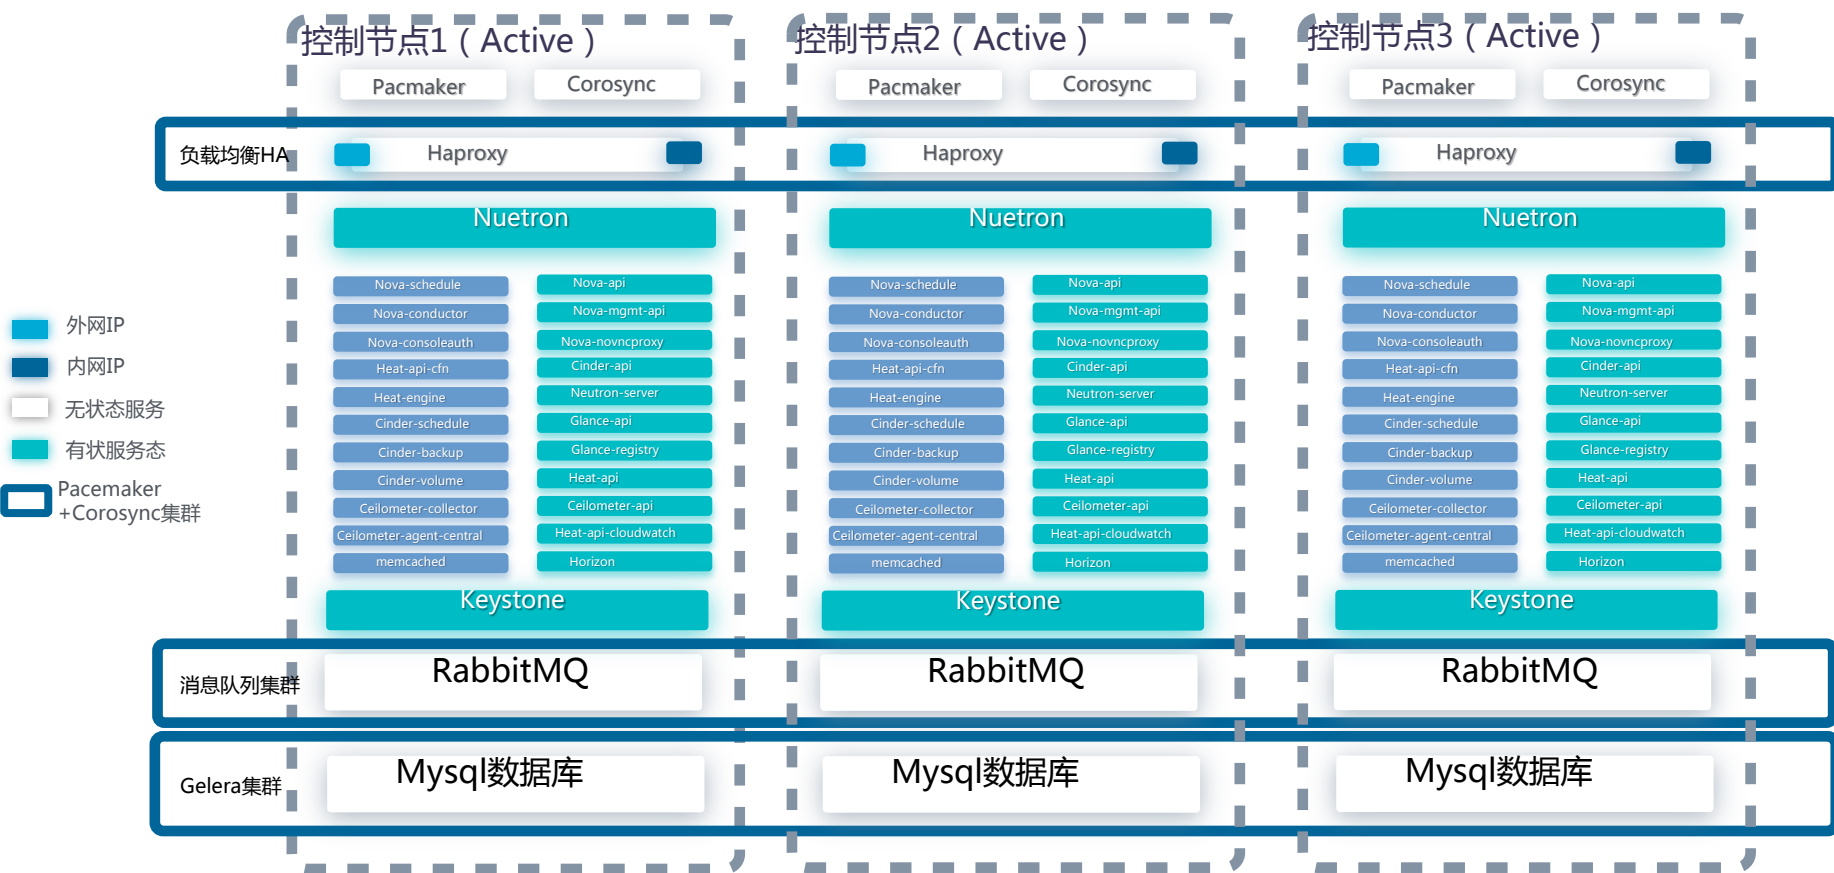 控制节点1（Active）
Pacmaker
Corosync
控制节点2（Active）
Pacmaker
Corosync
控制节点3（Active）
Pacmaker
Corosync
负载均衡HA
Haproxy
Haproxy
Haproxy
Nuetron
Nuetron
Nuetron
外网IP
内网IP
无状态服务
有状服务态
Pacemaker
+Corosync集群
Nova-schedule
Nova-conductor
Nova-consoleauth
Heat-api-cfn
Heat-engine
Cinder-schedule
Cinder-backup
Cinder-volume
Ceilometer-collector
Ceilometer-agent-central
memcached
Nova-api
Nova-mgmt-api
Nova-novncproxy
Cinder-api
Neutron-server
Glance-api
Glance-registry
Heat-api
Ceilometer-api
Heat-api-cloudwatch
Horizon
Nova-schedule
Nova-conductor
Nova-consoleauth
Heat-api-cfn
Heat-engine
Cinder-schedule
Cinder-backup
Cinder-volume
Ceilometer-collector
Ceilometer-agent-central
memcached
Nova-api
Nova-mgmt-api
Nova-novncproxy
Cinder-api
Neutron-server
Glance-api
Glance-registry
Heat-api
Ceilometer-api
Heat-api-cloudwatch
Horizon
Nova-schedule
Nova-conductor
Nova-consoleauth
Heat-api-cfn
Heat-engine
Cinder-schedule
Cinder-backup
Cinder-volume
Ceilometer-collector
Ceilometer-agent-central
memcached
Nova-api
Nova-mgmt-api
Nova-novncproxy
Cinder-api
Neutron-server
Glance-api
Glance-registry
Heat-api
Ceilometer-api
Heat-api-cloudwatch
Horizon
Keystone
Keystone
Keystone
消息队列集群
RabbitMQ
RabbitMQ
RabbitMQ
Gelera集群
Mysql数据库
Mysql数据库
Mysql数据库